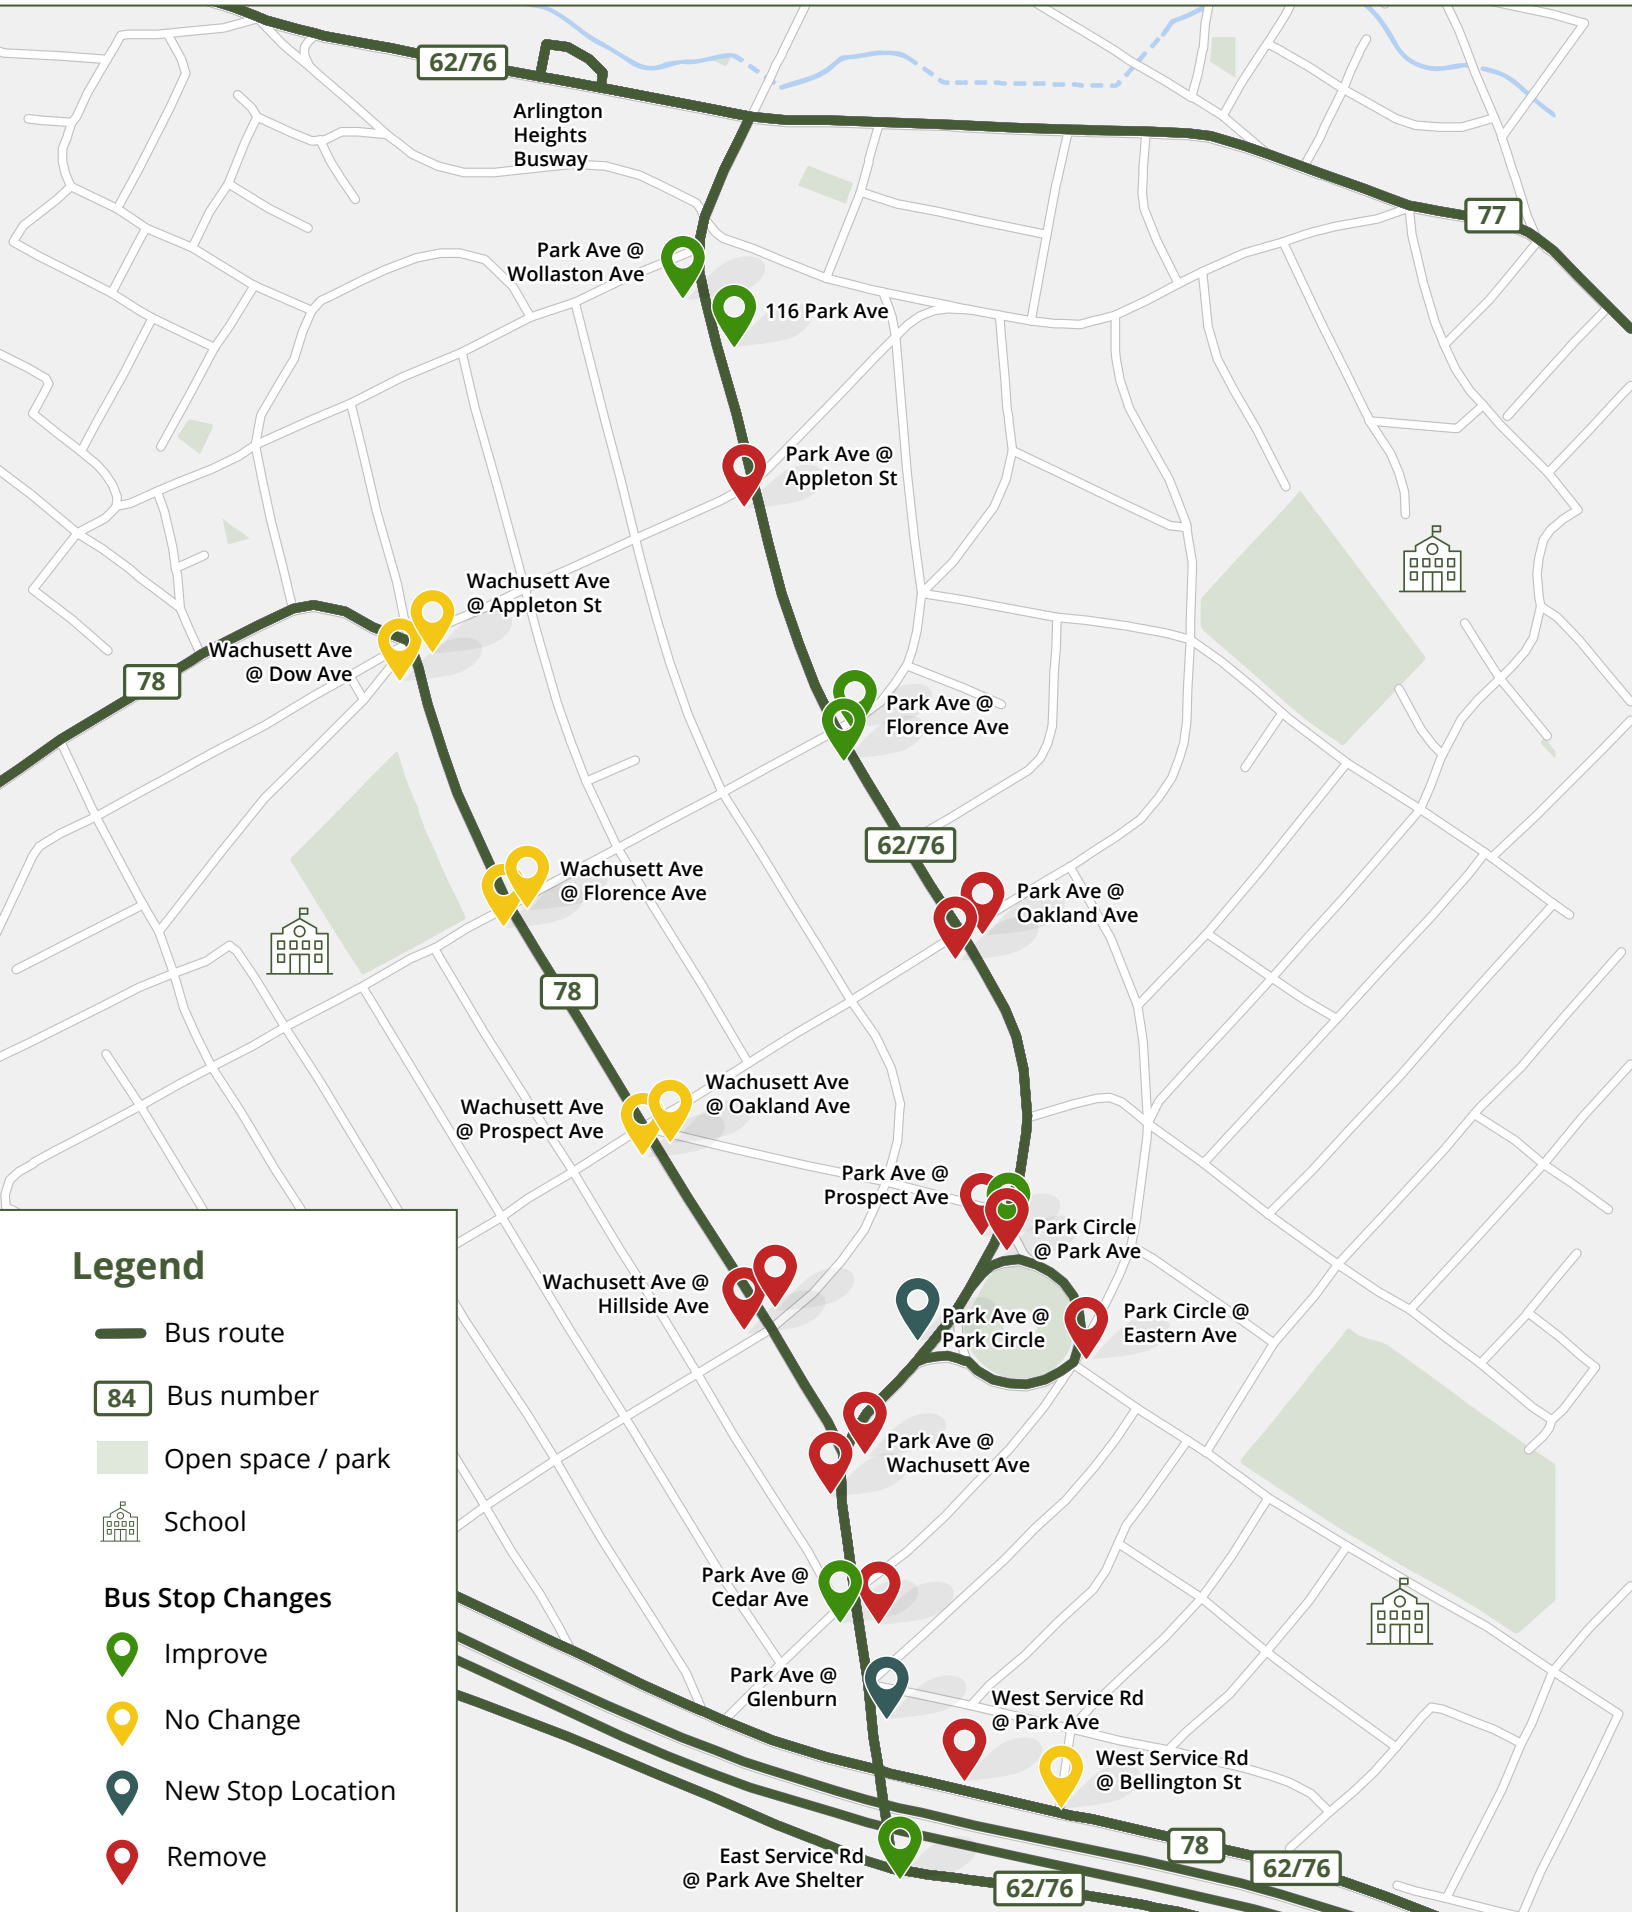 62/76
Arlington
Heights
Busway
77
Park Ave @
Wollaston Ave
116 Park Ave
Park Ave @
Appleton St
Wachusett Ave
@ Appleton St
Wachusett Ave
@ Dow Ave
78
Park Ave @
Florence Ave
62/76
Wachusett Ave
@ Florence Ave
Park Ave @
Oakland Ave
78
Wachusett Ave
@ Oakland Ave
Wachusett Ave
@ Prospect Ave
Park Ave @
Prospect Ave
Park Circle
@ Park Ave
Wachusett Ave @
Hillside Ave
Park Ave @
Park Circle
Park Circle @
Eastern Ave
Park Ave @
Wachusett Ave
Park Ave @
Cedar Ave
Park Ave @
Glenburn
West Service Rd
@ Park Ave
West Service Rd
@ Bellington St
78
62/76
East Service Rd
@ Park Ave Shelter
62/76
Legend
Bus route
84 Bus number
Open space / park
School
Bus Stop Changes
Improve
No Change
New Stop Location
Remove